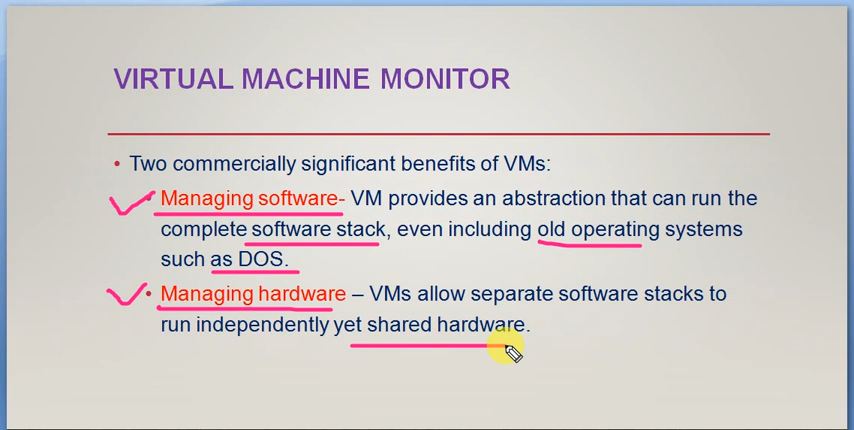 VIRTUAL MACHINE MONITOR
• Two commercially significant benefits of VMs:
• Managing software- VM provides an abstraction that can run the
complete software stack, even including old operating systems
such as DOS.
• Managing hardware – VMs allow separate software stacks to
run independently yet shared hardware.